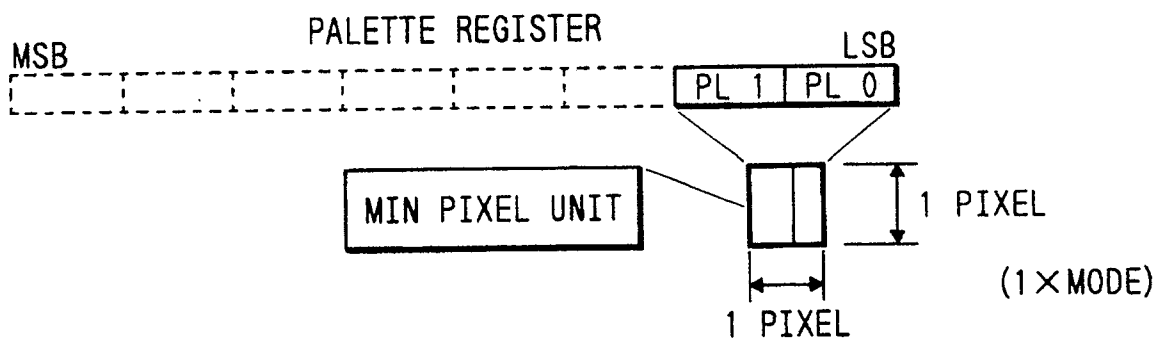 PALETTE REGISTER
MSB
LSB
PL 1 PL 0
MIN PIXEL UNIT
1 PIXEL
(1×MODE)
1 PIXEL